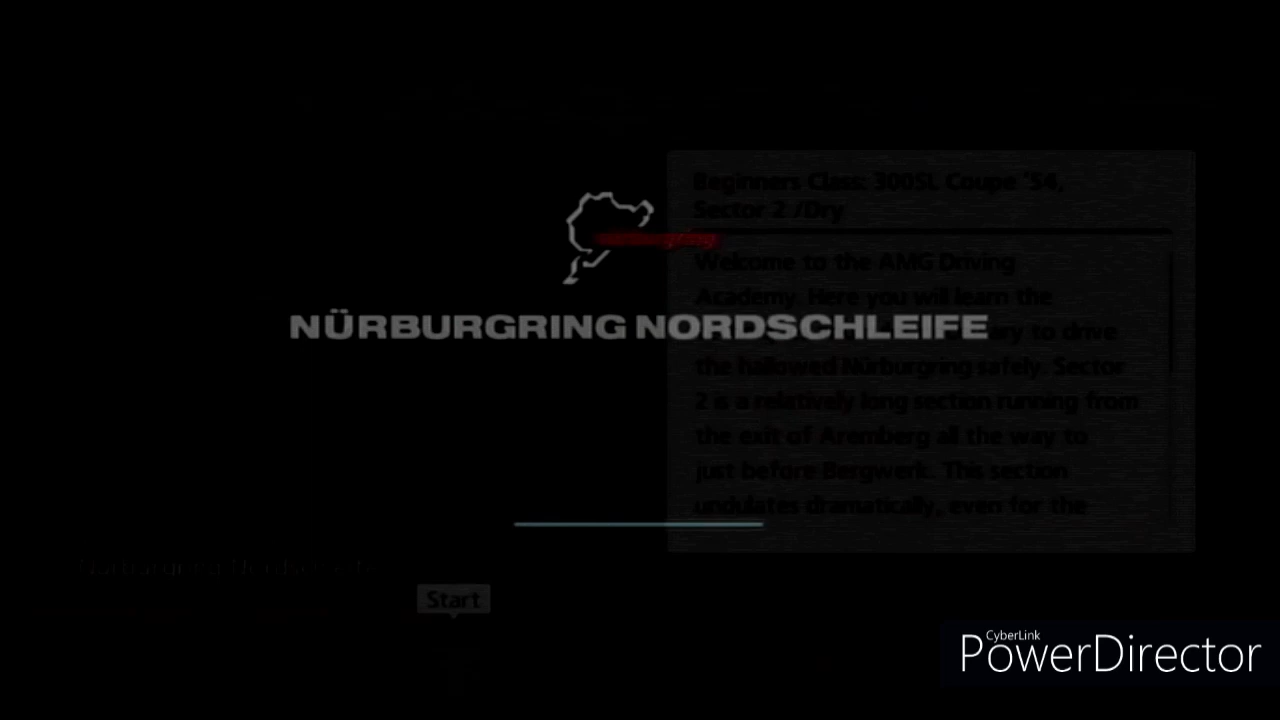 Beginners Class: 300SL Coupe '54,
Sector 2 /Dry
Welcome to the AMG Driving
Academy. Here you will learn the
NÜRBURGRING NORDSCHLEIFE
to drive
the hallowed Nürburgring safely. Sector
2 is a relatively long section running from
the exit of Aremberg all the way to
just before Bergwerk. This section
undulates dramatically, even for the
Start
CyberLink
PowerDirector